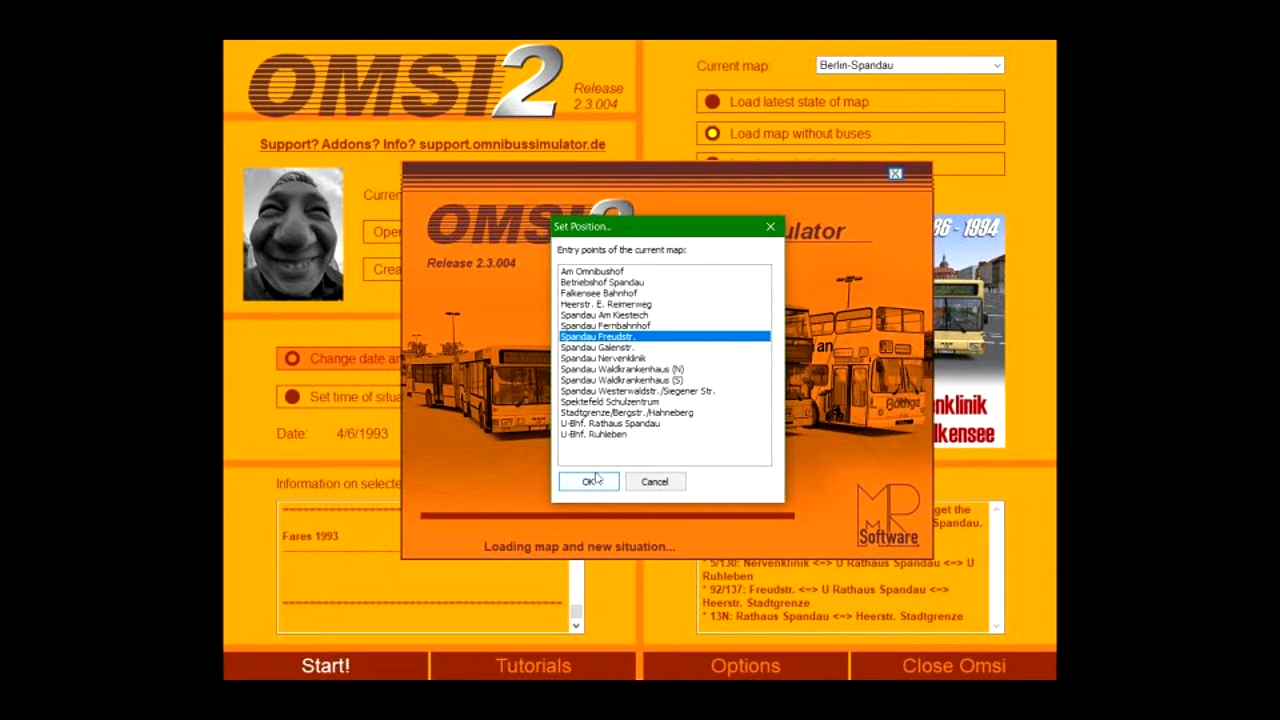 OMSI 2
Release
2.3.004
Support? Addons? Info? support.omnibussimulator.de
Current map:
Berlin-Spandau
Load latest state of map
Load map without buses
OMSI
ulator
Release 2.3.004
Set Position...
Entry points of the current map:
Am Omnibushof
Betriebshof Spandau
Falkensee Bahnhof
Heerstr. E. Reimerweg
Spandau Am Kiesteich
Spandau Fernbahnhof
Spandau Freudstr.
Spandau Galenstr.
Spandau Nervenklinik
Spandau Waldkrankenhaus (N)
Spandau Waldkrankenhaus (S)
Spandau Westerwaldstr./Siegener Str.
Spektefeld Schulzentrum
Stadtgrenze/Bergstr./Hahneberg
U-Bhf. Rathaus Spandau
U-Bhf. Ruhleben
OK
Cancel
Loading map and new situation...
MR
Software
Curren
Ope
Crea
86 - 1994
nklinik
lkensee
Change date an
Set time of situa
Date:
4/6/1993
Information on selecte
Fares 1993
get the
Spandau.
* 5/130: Nervenklinik <=> U Rathaus Spandau <=> U
Ruhleben
* 92/137: Freudstr. <=> U Rathaus Spandau <=>
Heerstr. Stadtgrenze
* 13N: Rathaus Spandau <=> Heerstr. Stadtgrenze
Start!
Tutorials
Options
Close Omsi